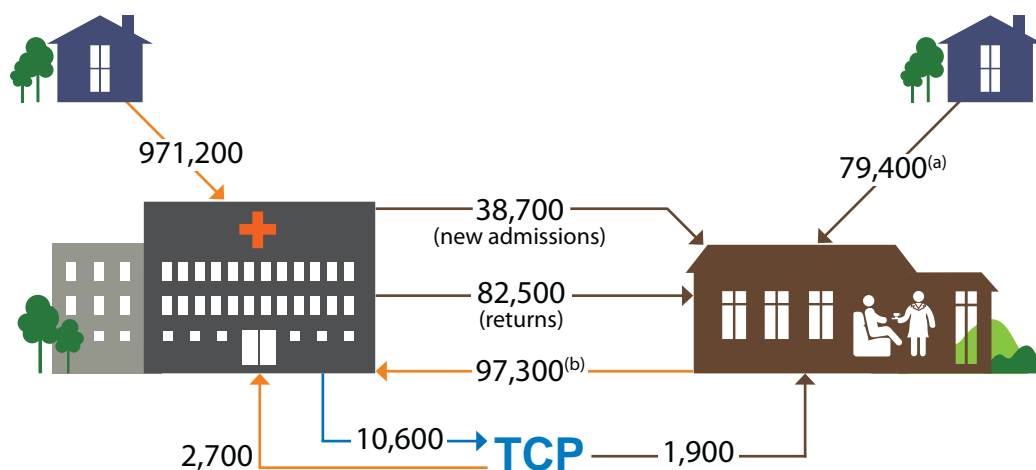 971,200
79,400(a)
38,700
(new admissions)
82,500
(returns)
97,300(b)
10,600
2,700
TCP
1,900